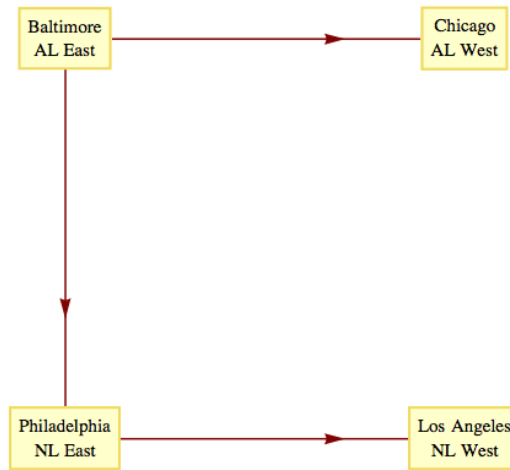 Baltimore
AL East
Chicago
AL West
Philadelphia
NL East
Los Angeles
NL West